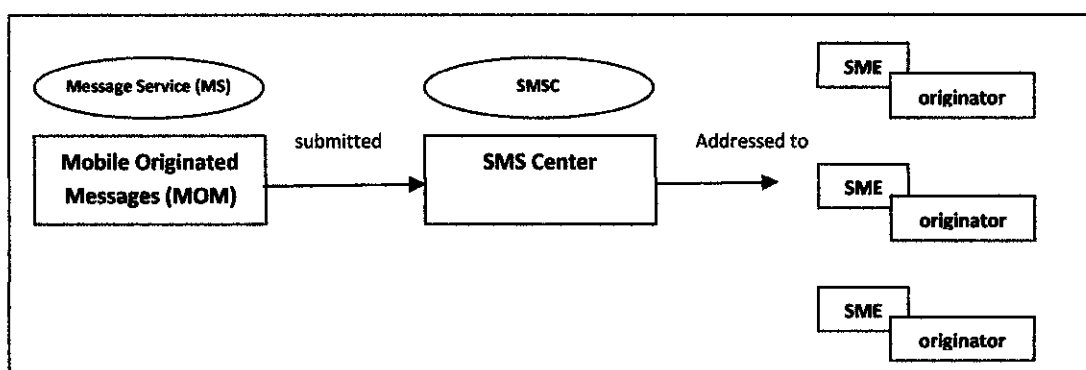 Message Service (MS)
SMSC
Mobile Originated
Messages (MOM)
submitted
SMS Center
Addressed to
SME
originator
SME
originator
SME
originator